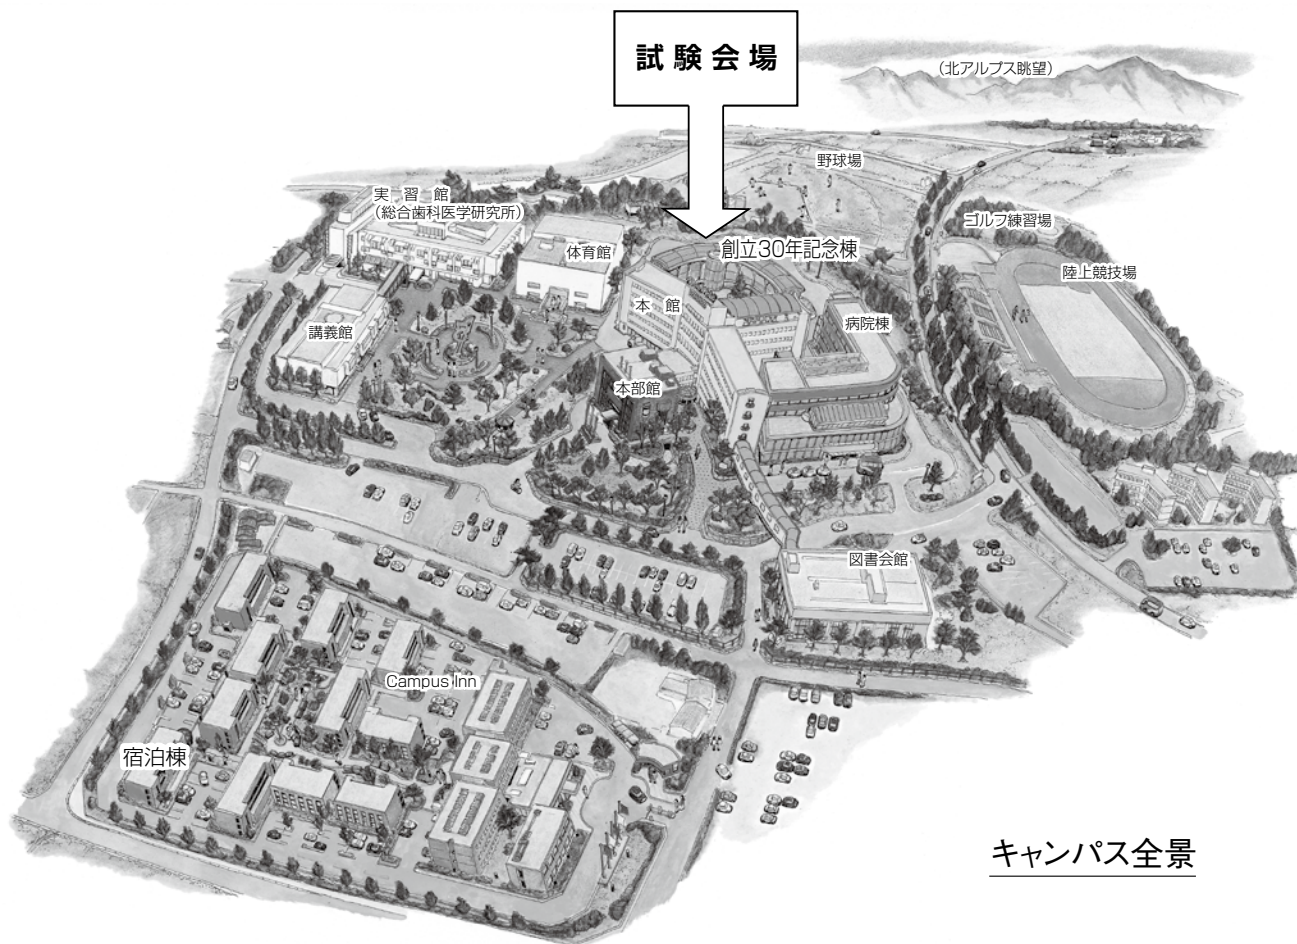 試験会場
(北アルプス眺望)
野球場
実習館
(総合歯科医学研究所)
ゴルフ練習場
体育館
創立30年記念棟
陸上競技場
本館
講義館
病院棟
本部館
図書会館
Campus Inn
宿泊棟
キャンパス全景